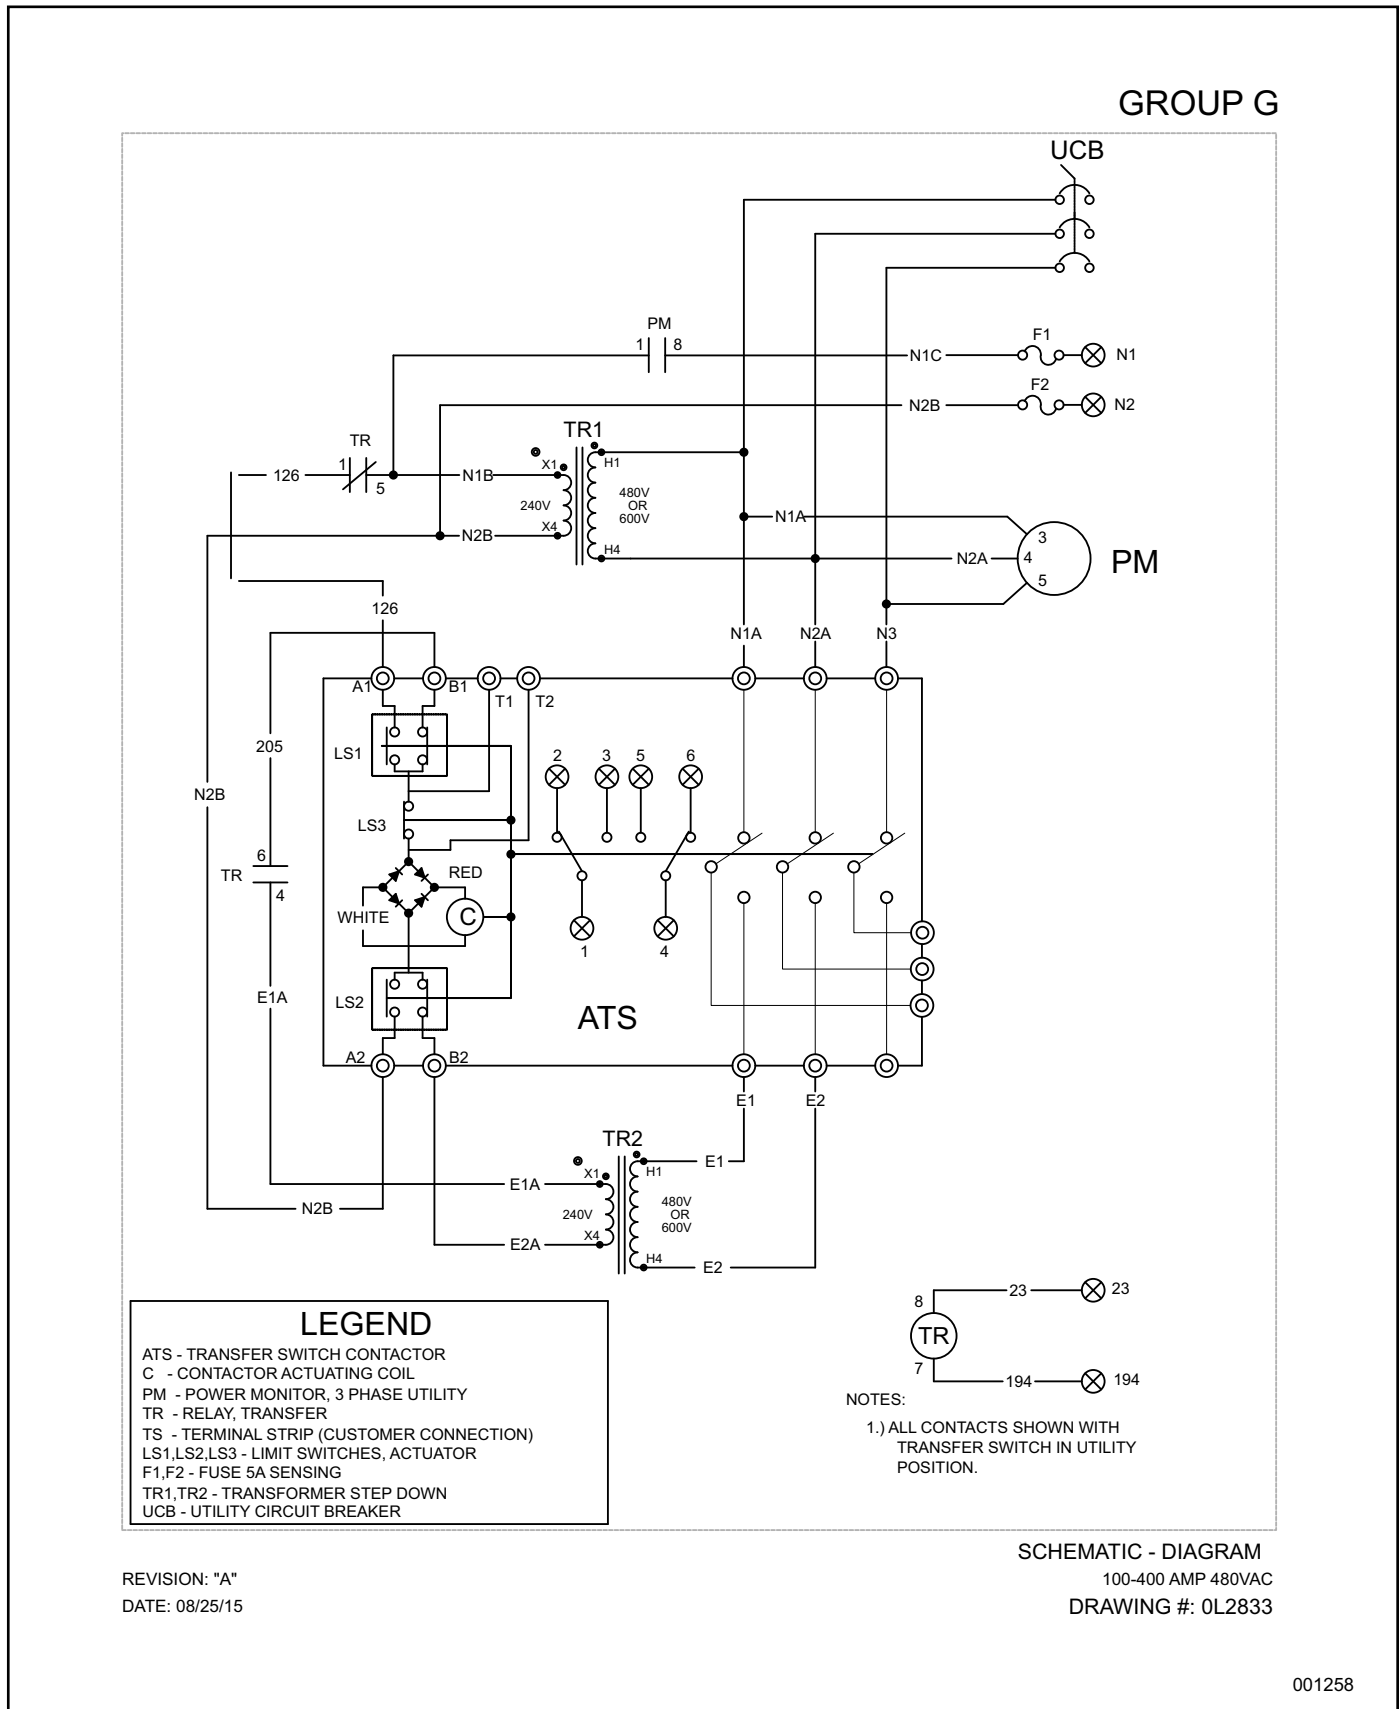 GROUP G
UCB
PM
1 8
N1C
F1
N1
F2
N2B
N2
TR1
TR
1
5
126
N1B
X1
H1
240V
480V
OR
600V
N2B
X4
H4
N1A
N2A
3
4
5
PM
126
N1A
N2A
N3
A1
B1
T1
T2
205
LS1
2
3
5
6
N2B
LS3
6
TR
4
RED
WHITE
C
1
4
E1A
LS2
ATS
A2
B2
E1
E2
TR2
E1
X1
H1
E1A
240V
480V
OR
600V
N2B
E2A
X4
H4
E2
8
23
23
TR
7
194
194
LEGEND
ATS - TRANSFER SWITCH CONTACTOR
C - CONTACTOR ACTUATING COIL
PM - POWER MONITOR, 3 PHASE UTILITY
TR - RELAY, TRANSFER
TS - TERMINAL STRIP (CUSTOMER CONNECTION)
LS1,LS2,LS3 - LIMIT SWITCHES, ACTUATOR
F1,F2 - FUSE 5A SENSING
TR1,TR2 - TRANSFORMER STEP DOWN
UCB - UTILITY CIRCUIT BREAKER
NOTES:
1.) ALL CONTACTS SHOWN WITH
TRANSFER SWITCH IN UTILITY
POSITION.
SCHEMATIC - DIAGRAM
100-400 AMP 480VAC
DRAWING #: 0L2833
REVISION: "A"
DATE: 08/25/15
001258